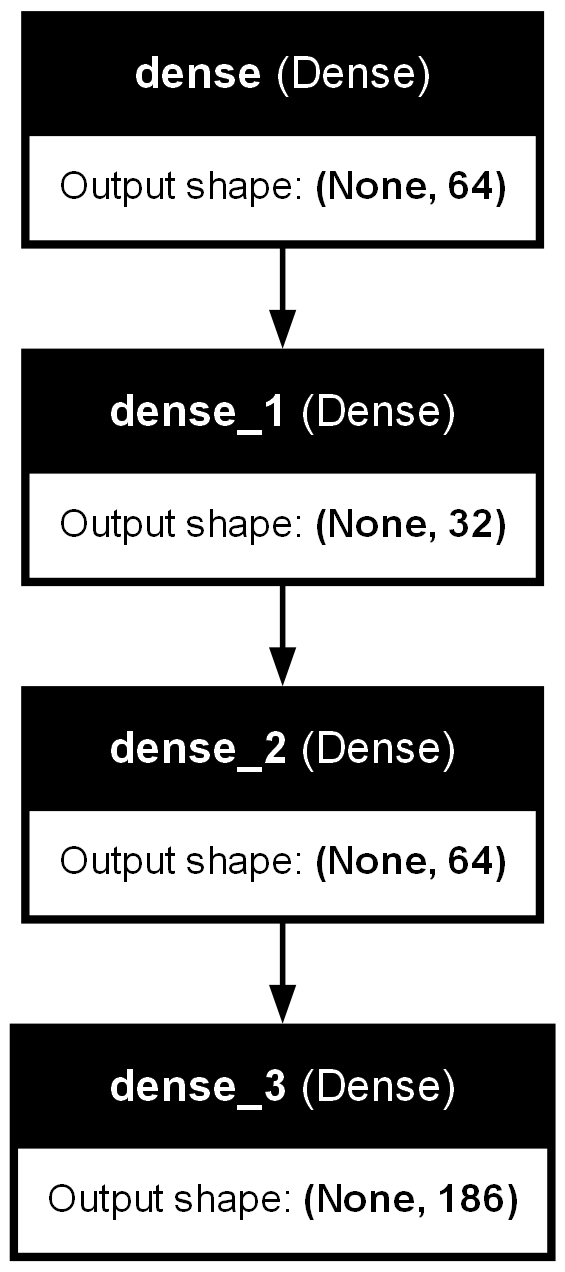 dense (Dense)
Output shape: (None, 64)
dense_1 (Dense)
Output shape: (None, 32)
dense_2 (Dense)
Output shape: (None, 64)
dense_3 (Dense)
Output shape: (None, 186)